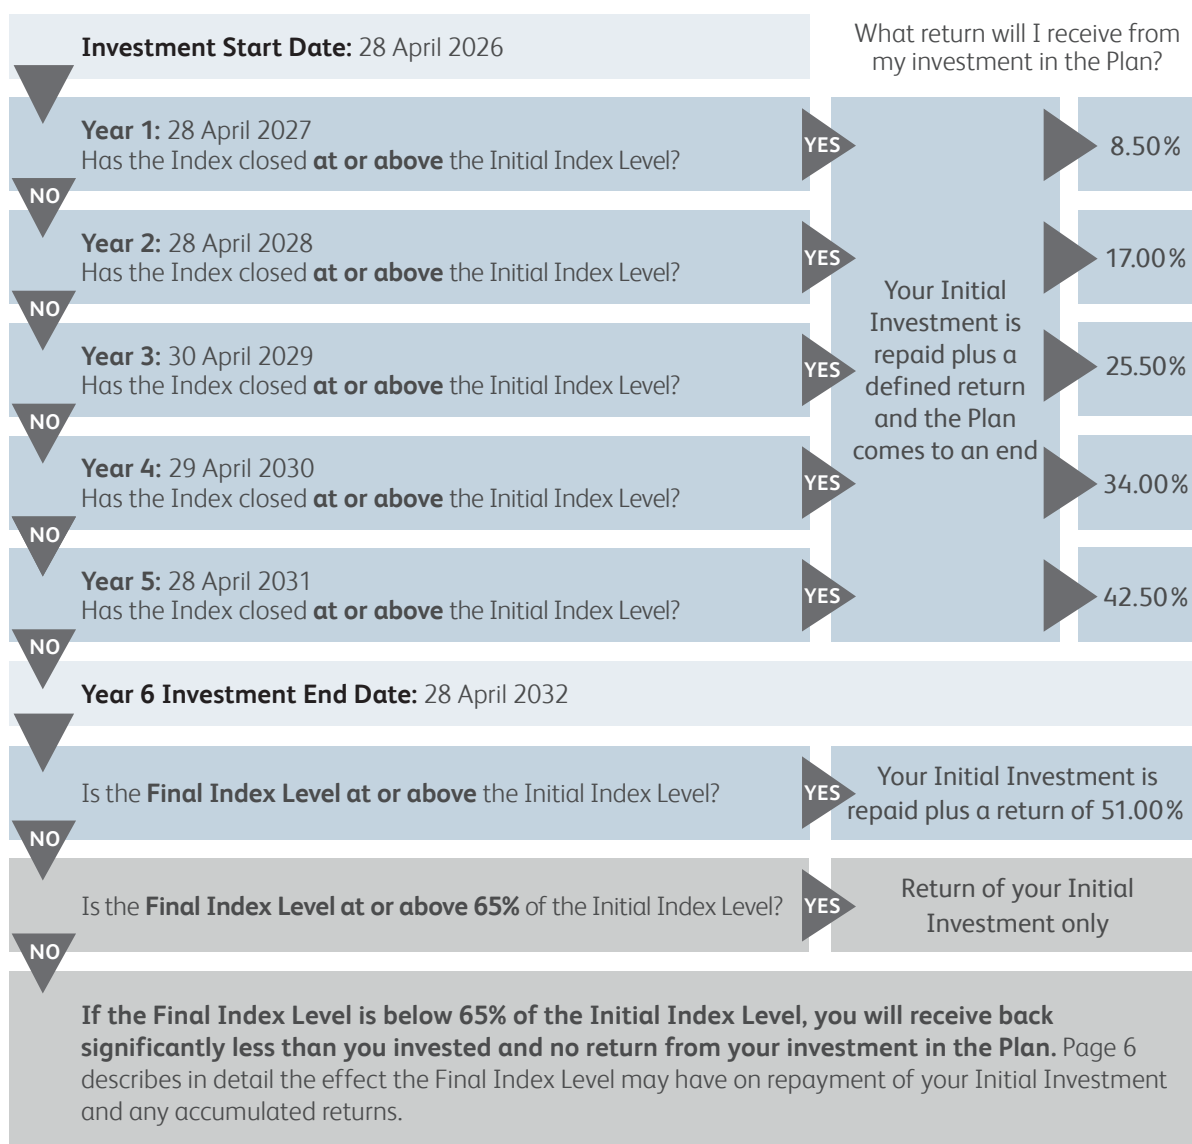 Investment Start Date: 28 April 2026
What return will I receive from
my investment in the Plan?
Year 1: 28 April 2027
Has the Index closed at or above the Initial Index Level?
YES
8.50%
NO
Year 2: 28 April 2028
Has the Index closed at or above the Initial Index Level?
YES
17.00%
NO
Year 3: 30 April 2029
Has the Index closed at or above the Initial Index Level?
YES
25.50%
NO
Year 4: 29 April 2030
Has the Index closed at or above the Initial Index Level?
YES
34.00%
NO
Year 5: 28 April 2031
Has the Index closed at or above the Initial Index Level?
YES
42.50%
Your Initial
Investment is
repaid plus a
defined return
and the Plan
comes to an end
NO
Year 6 Investment End Date: 28 April 2032
Is the Final Index Level at or above the Initial Index Level?
YES
Your Initial Investment is
repaid plus a return of 51.00%
NO
Is the Final Index Level at or above 65% of the Initial Index Level?
YES
Return of your Initial
Investment only
NO
If the Final Index Level is below 65% of the Initial Index Level, you will receive back
significantly less than you invested and no return from your investment in the Plan. Page 6
describes in detail the effect the Final Index Level may have on repayment of your Initial Investment
and any accumulated returns.